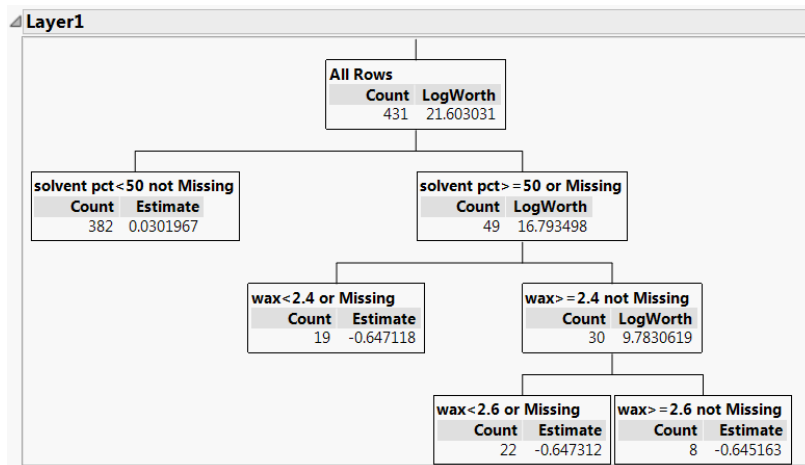 Layer1
All Rows
Count LogWorth
431 21.603031
solvent pct<50 not Missing
Count Estimate
382 0.0301967
solvent pct>=50 or Missing
Count LogWorth
49 16.793498
wax<2.4 or Missing
Count Estimate
19 -0.647118
wax>=2.4 not Missing
Count LogWorth
30 9.7830619
wax<2.6 or Missing
Count Estimate
22 -0.647312
wax>=2.6 not Missing
Count Estimate
8 -0.645163